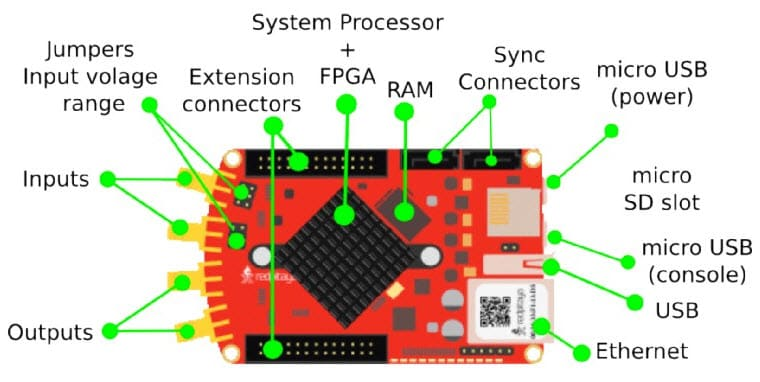 System Processor
+
FPGA
Jumpers
Input volage
range
Extension
connectors
RAM
Sync
Connectors
micro USB
(power)
Inputs
micro
SD slot
micro USB
(console)
USB
Outputs
Ethernet
redpitaya